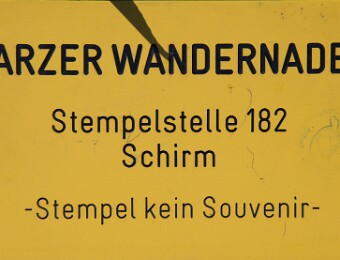 ARZER WANDERNADE
Stempelstelle 182
Schirm
-Stempel kein Souvenir-